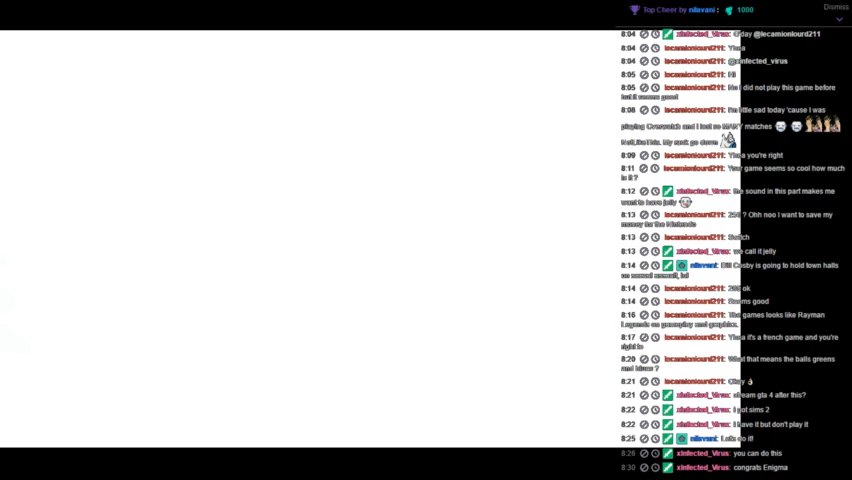 Dismiss
Top Cheer by nilavani : 1000
8:04 xInfected_Virus: G'day @lecamionlourd211
8:04 lecamionlourd211: Yhaa
8:04 lecamionlourd211: @xinfected_virus
8:05 lecamionlourd211: Hi
8:05 lecamionlourd211: No I did not play this game before
but it seems good
8:08 lecamionlourd211: I'm little sad today 'cause I was
playing Overwatch and I lost so MANY matches
NotLikeThis. My rank go down
8:09 lecamionlourd211: Yhaa you're right
8:11 lecamionlourd211: Your game seems so cool how much
is it ?
8:12 xInfected_Virus: the sound in this part makes me
want to have jelly
8:13 lecamionlourd211: ? Ohh noo I want to save my
money for the Nintendo
8:13 lecamionlourd211: Switch
8:13 xInfected_Virus: we call it jelly
8:14 nilavani: Bill Cosby is going to hold town halls
on sexual assault, lol
8:14 lecamionlourd211: ok
8:14 lecamionlourd211: Seems good
8:16 lecamionlourd211: The games looks like Rayman
Legends on gameplay and graphics.
8:17 lecamionlourd211: Yhaa it's a french game and you're
right to
8:20 lecamionlourd211: What that means the balls greens
and blues ?
8:21 lecamionlourd211: Okay
8:21 xInfected_Virus: stream gta 4 after this?
8:22 xInfected_Virus: I got sims 2
8:22 xInfected_Virus: I have it but don't play it
8:25 nilavani: Lets do it!
8:26 xInfected_Virus: you can do this
8:30 xInfected_Virus: congrats Enigma